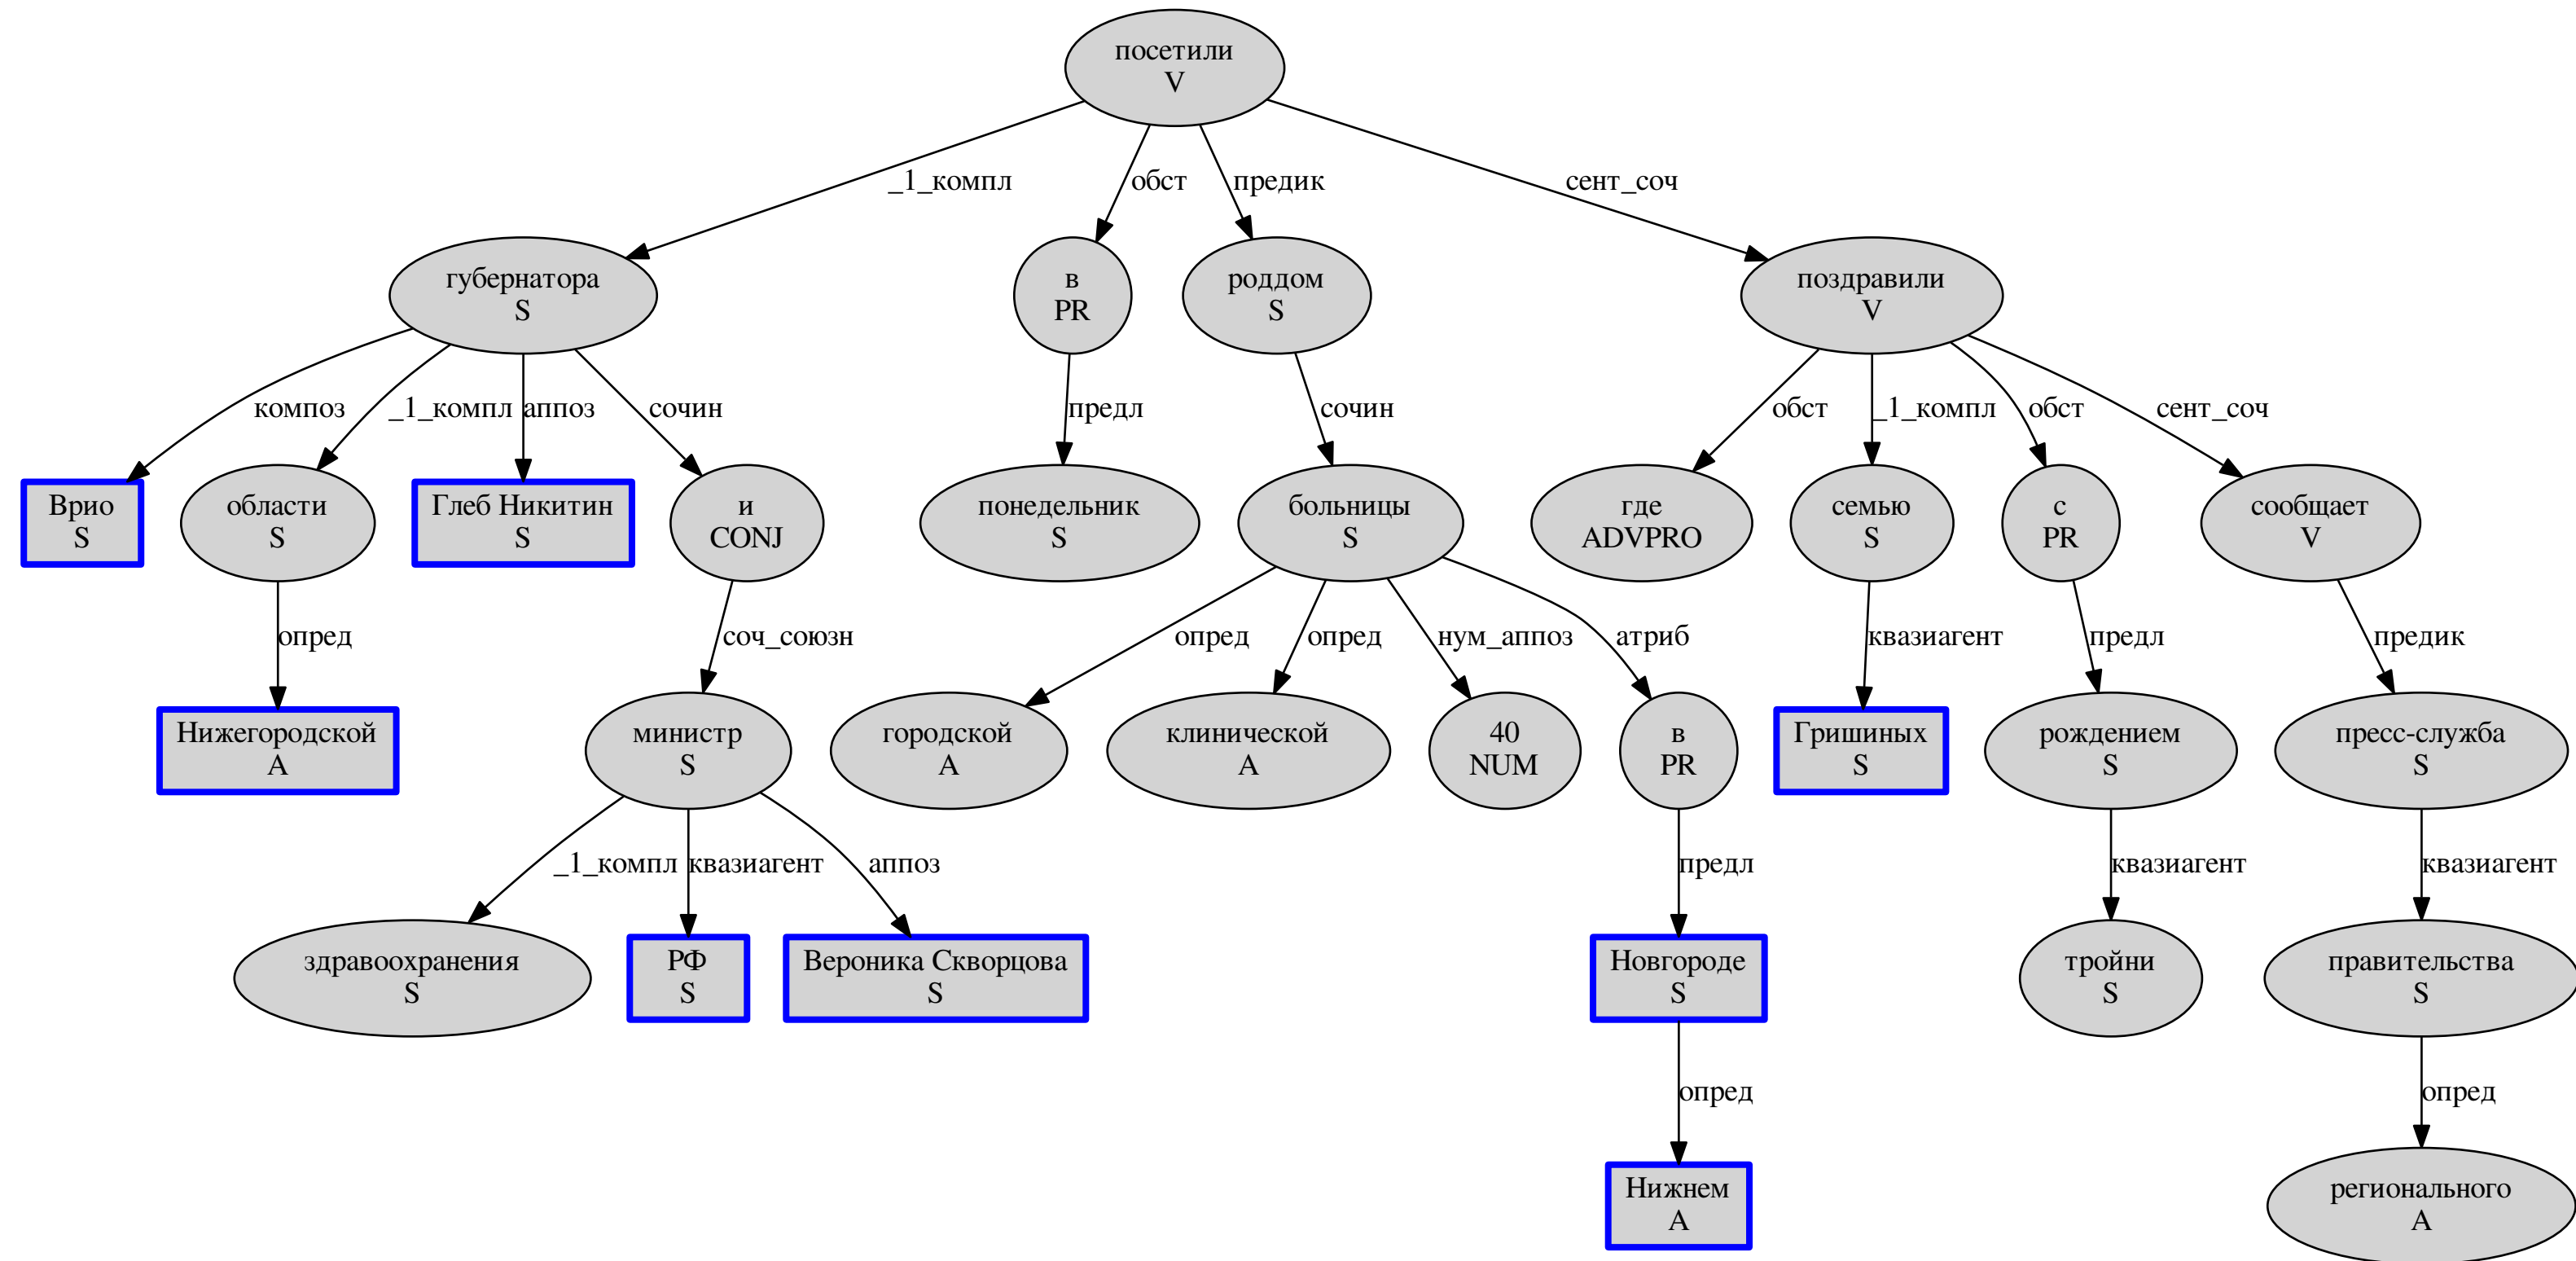 посетили
V
_1_компл
обст
предик
сент_соч
губернатора
S
в
PR
роддом
S
поздравили
V
композ
_1_компл
аппоз
сочин
предл
сочин
обст
_1_компл
обст
сент_соч
Врио
S
области
S
Глеб Никитин
S
и
CONJ
понедельник
S
больницы
S
где
ADVPRO
семью
S
с
PR
сообщает
V
опред
соч_союзн
опред
опред
нум_аппоз
атриб
квазиагент
предл
предик
Нижегородской
A
министр
S
городской
A
клинической
A
40
NUM
в
PR
Гришиных
S
рождением
S
пресс-служба
S
_1_компл
квазиагент
аппоз
предл
квазиагент
квазиагент
здравоохранения
S
РФ
S
Вероника Скворцова
S
Новгороде
S
тройни
S
правительства
S
опред
опред
Нижнем
A
регионального
A